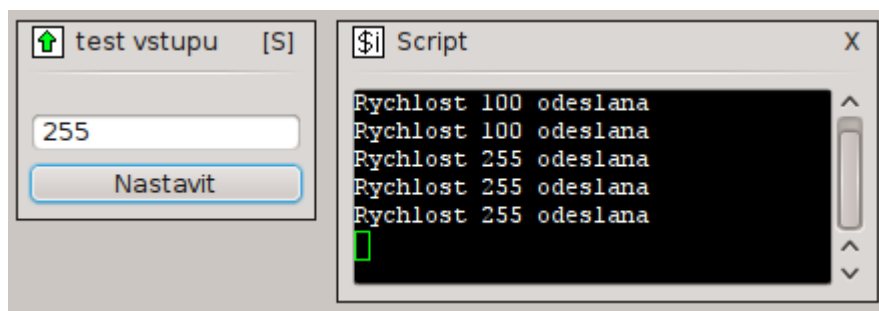 test vstupu [S]
255
Nastavit
$i Script X
Rychlost 100 odeslana
Rychlost 100 odeslana
Rychlost 255 odeslana
Rychlost 255 odeslana
Rychlost 255 odeslana